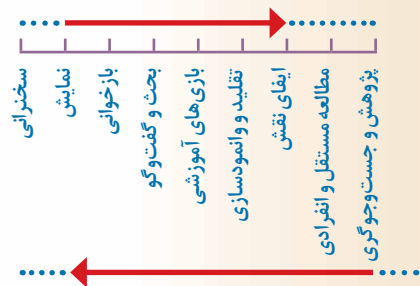 سخنرانی
نمایش
بازخوانی
بحث و گفت‌وگو
بازی‌های آموزشی
تقلید و وانمودسازی
ایفای نقش
مطالعه مستقل و انفرادی
پژوهش و جست‌وجوگری